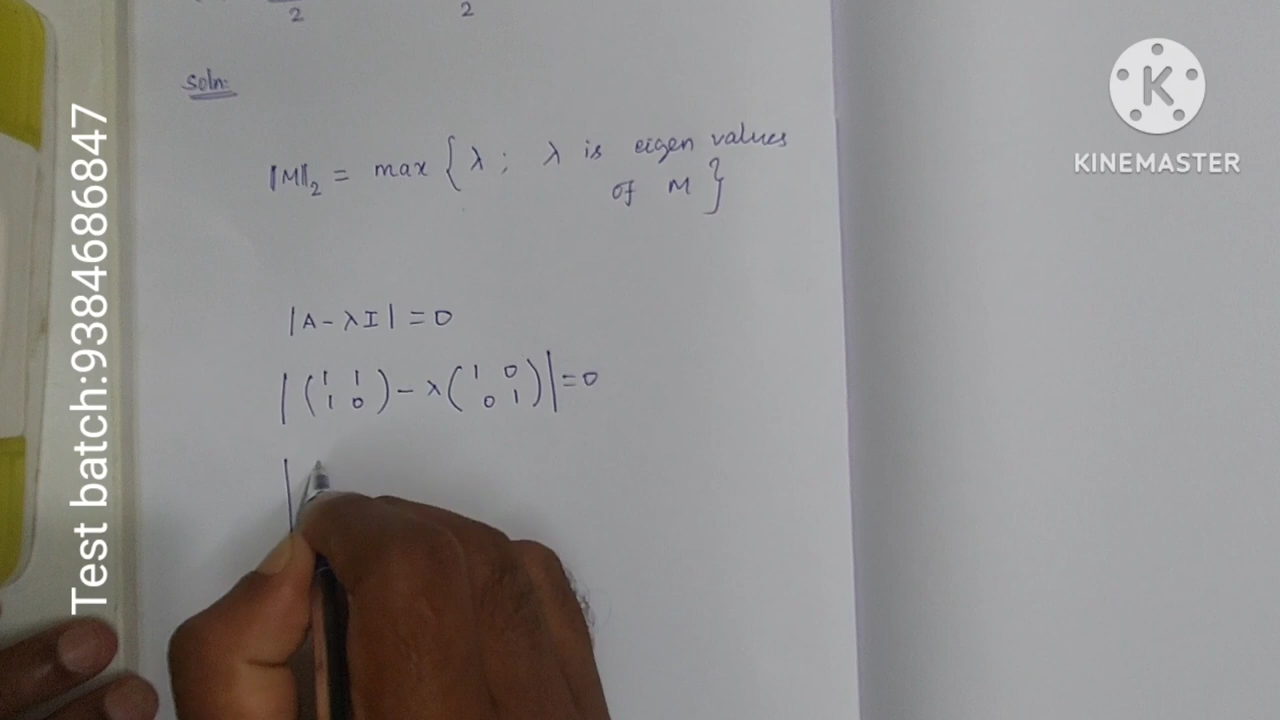 2 2
Soln:
‖M‖₂ = max { λ ; λ is eigen values
of M }
|A - λI| = 0
| ( 1 1 ) - λ ( 1 0 ) | = 0
1 0 0 1
Test batch:9384686847
KINEMASTER